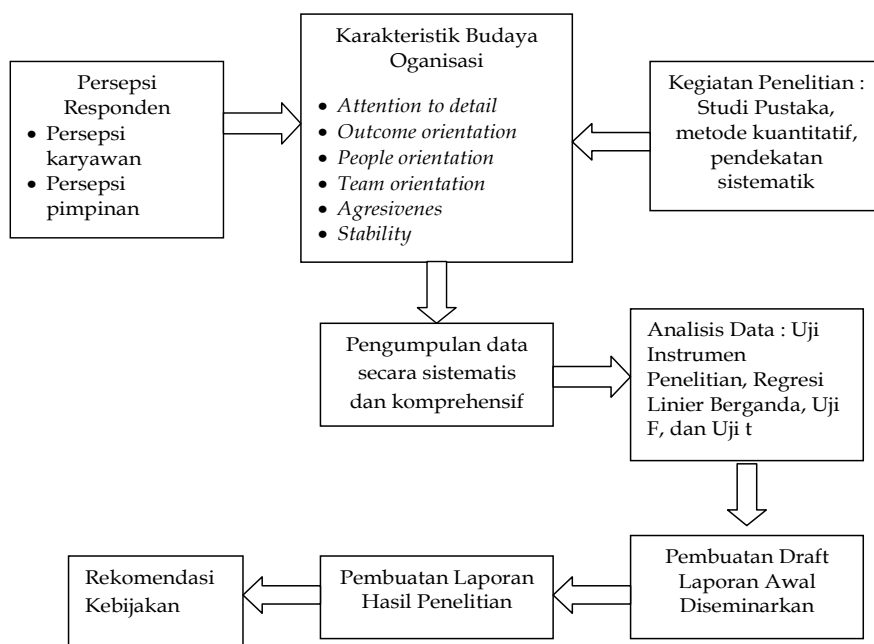 Persepsi
Responden
• Persepsi
karyawan
• Persepsi
pimpinan
Karakteristik Budaya
Oganisasi
• Attention to detail
• Outcome orientation
• People orientation
• Team orientation
• Agresivenes
• Stability
Kegiatan Penelitian :
Studi Pustaka,
metode kuantitatif,
pendekatan
sistematik
Pengumpulan data
secara sistematis
dan komprehensif
Analisis Data : Uji
Instrumen
Penelitian, Regresi
Linier Berganda, Uji
F, dan Uji t
Pembuatan Draft
Laporan Awal
Diseminarkan
Pembuatan Laporan
Hasil Penelitian
Rekomendasi
Kebijakan